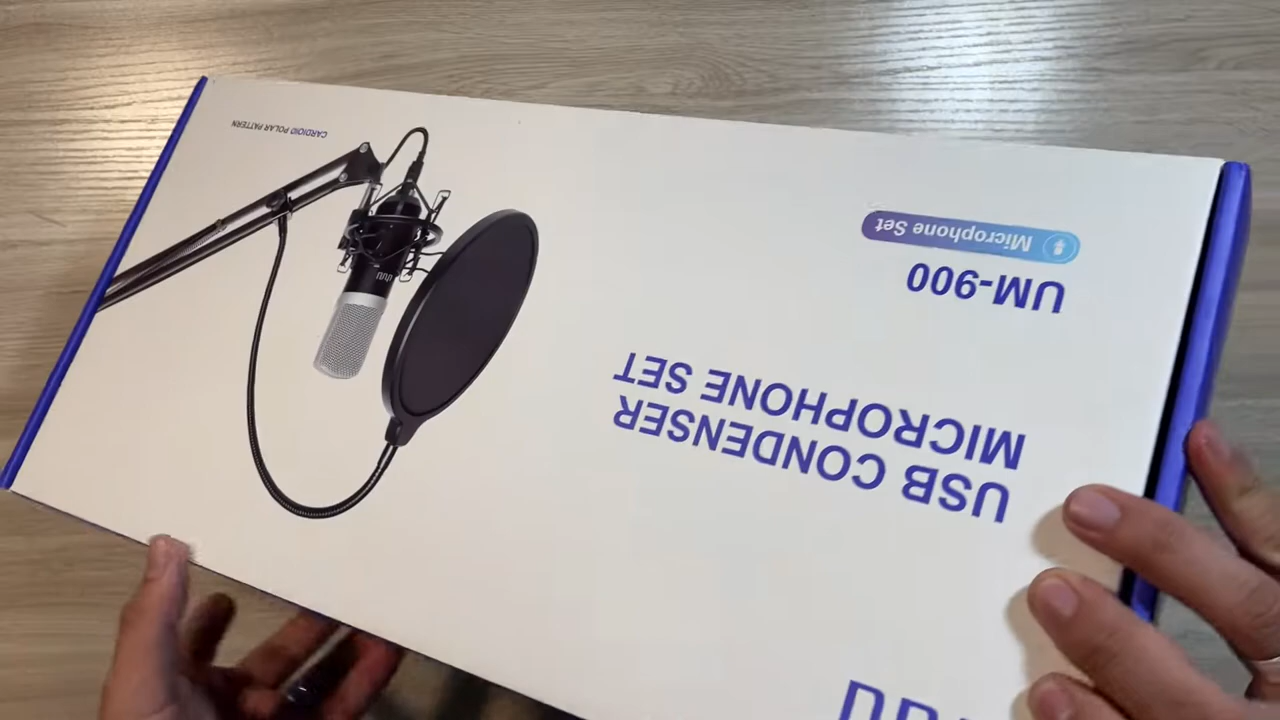 USB CONDENSER
MICROPHONE SET
UM-900
Microphone Set
CARDIOID POLAR PATTERN